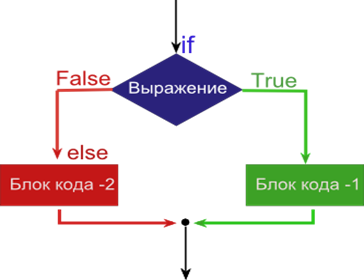 if
False
Выражение
True
else
Блок кода -2
Блок кода -1